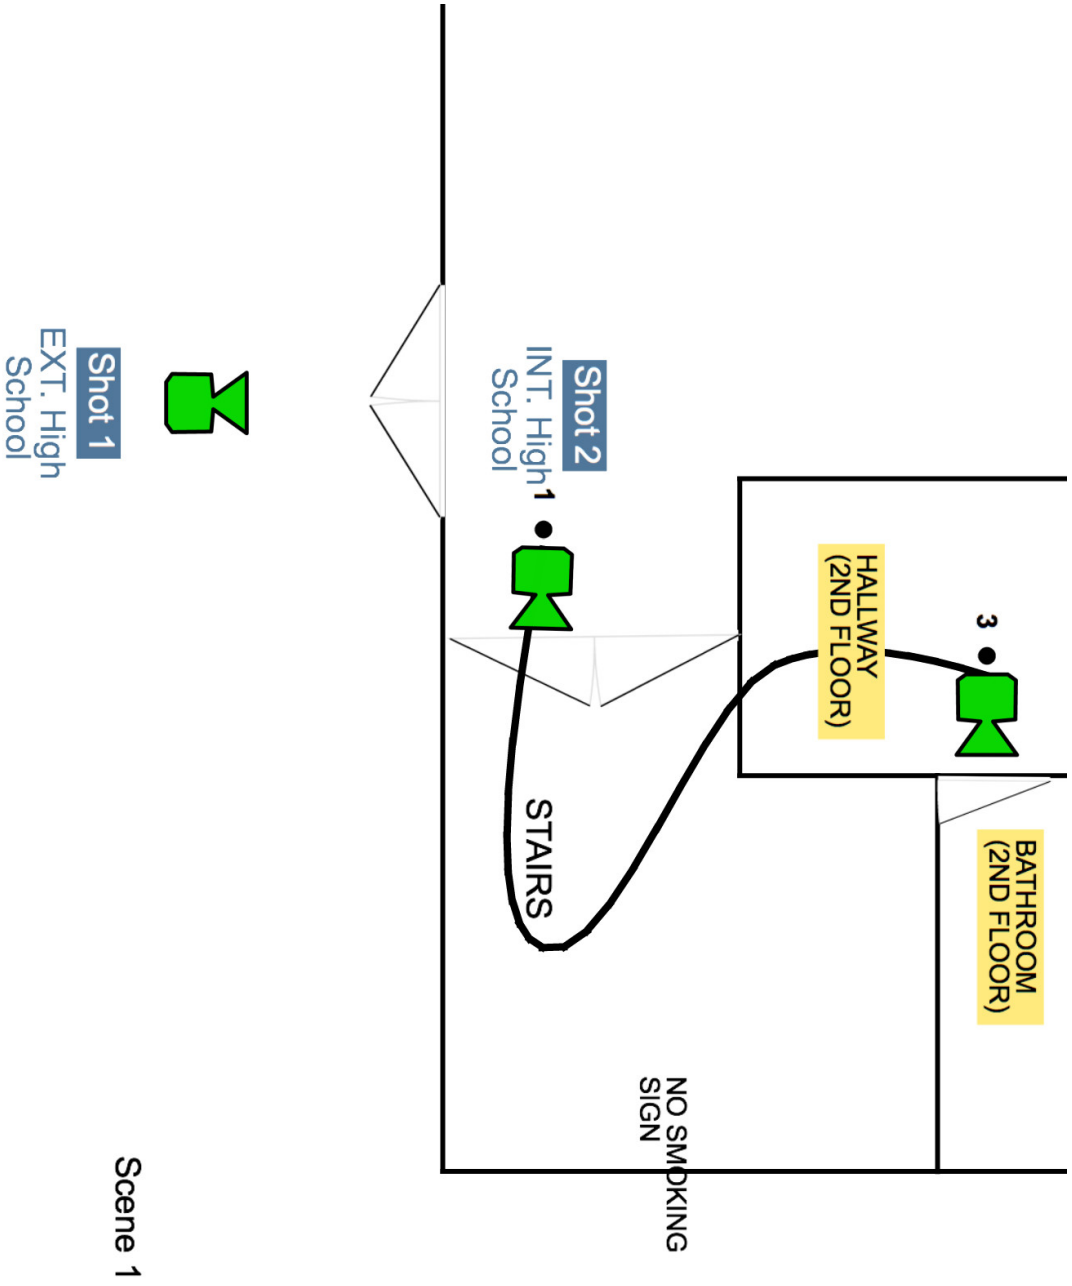 Shot 1
EXT. High
School
Shot 2
INT. High
School
1
HALLWAY
(2ND FLOOR)
3
STAIRS
BATHROOM
(2ND FLOOR)
NO SMOKING
SIGN
Scene 1